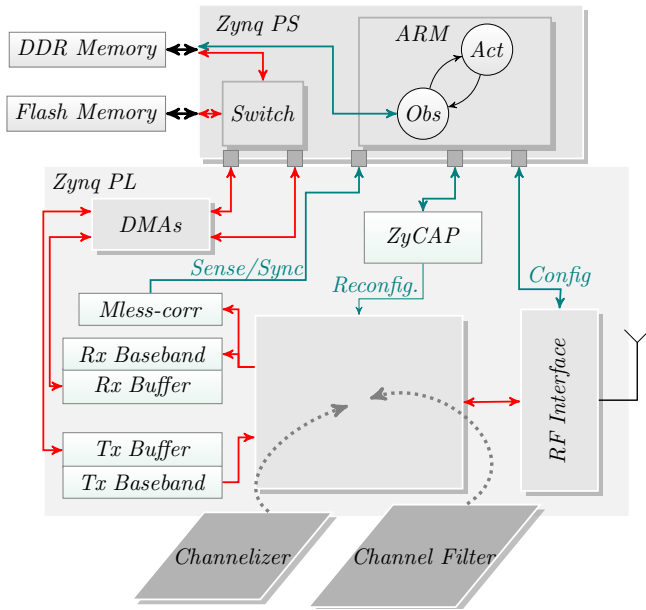 Zynq PS
DDR Memory
ARM
Act
Flash Memory
Switch
Obs
Zynq PL
DMAs
ZyCAP
Sense/Sync
Reconfig.
Config
Mless-corr
Rx Baseband
Rx Buffer
RF Interface
Tx Buffer
Tx Baseband
Channelizer
Channel Filter